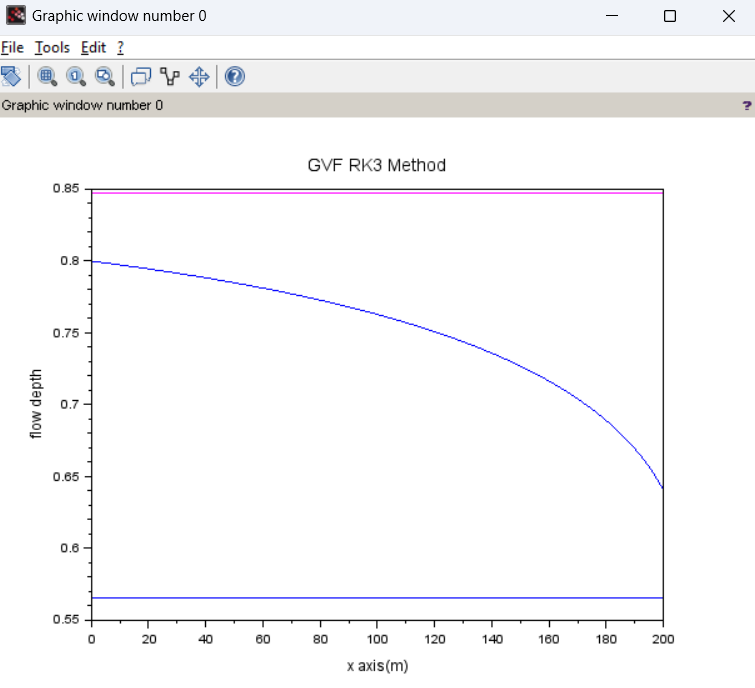 Graphic window number 0
File Tools Edit ?
Graphic window number 0 ?
GVF RK3 Method
0.85
0.8
0.75
0.7
0.65
0.6
0.55
flow depth
0 20 40 60 80 100 120 140 160 180 200
x axis(m)